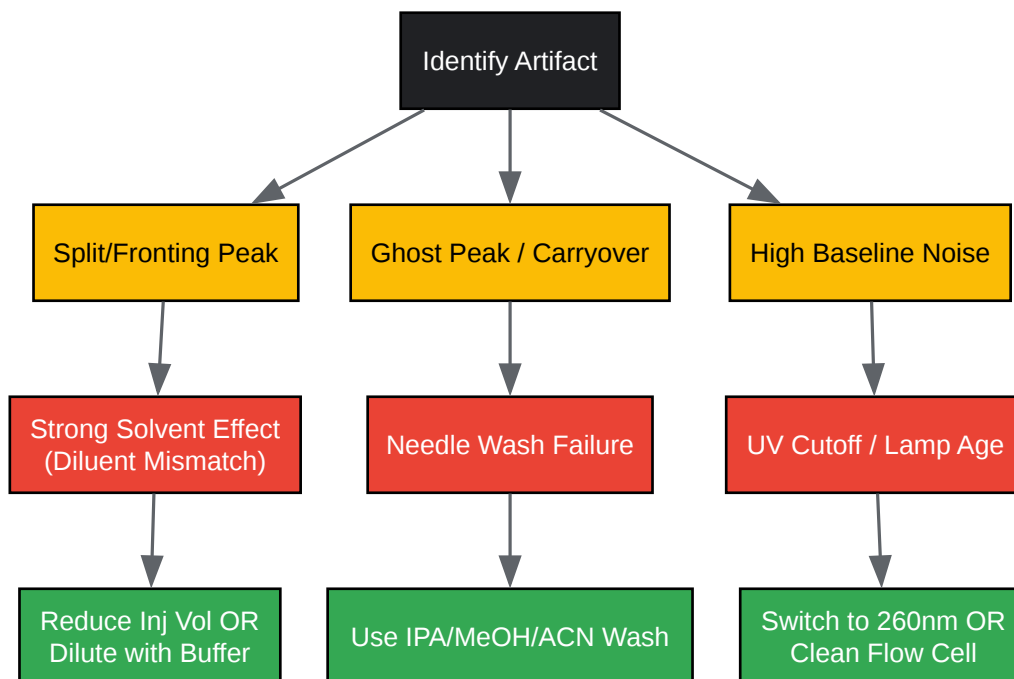 Identify Artifact
Split/Fronting Peak
Ghost Peak / Carryover
High Baseline Noise
Strong Solvent Effect
(Diluent Mismatch)
Needle Wash Failure
UV Cutoff / Lamp Age
Reduce Inj Vol OR
Dilute with Buffer
Use IPA/MeOH/ACN Wash
Switch to 260nm OR
Clean Flow Cell